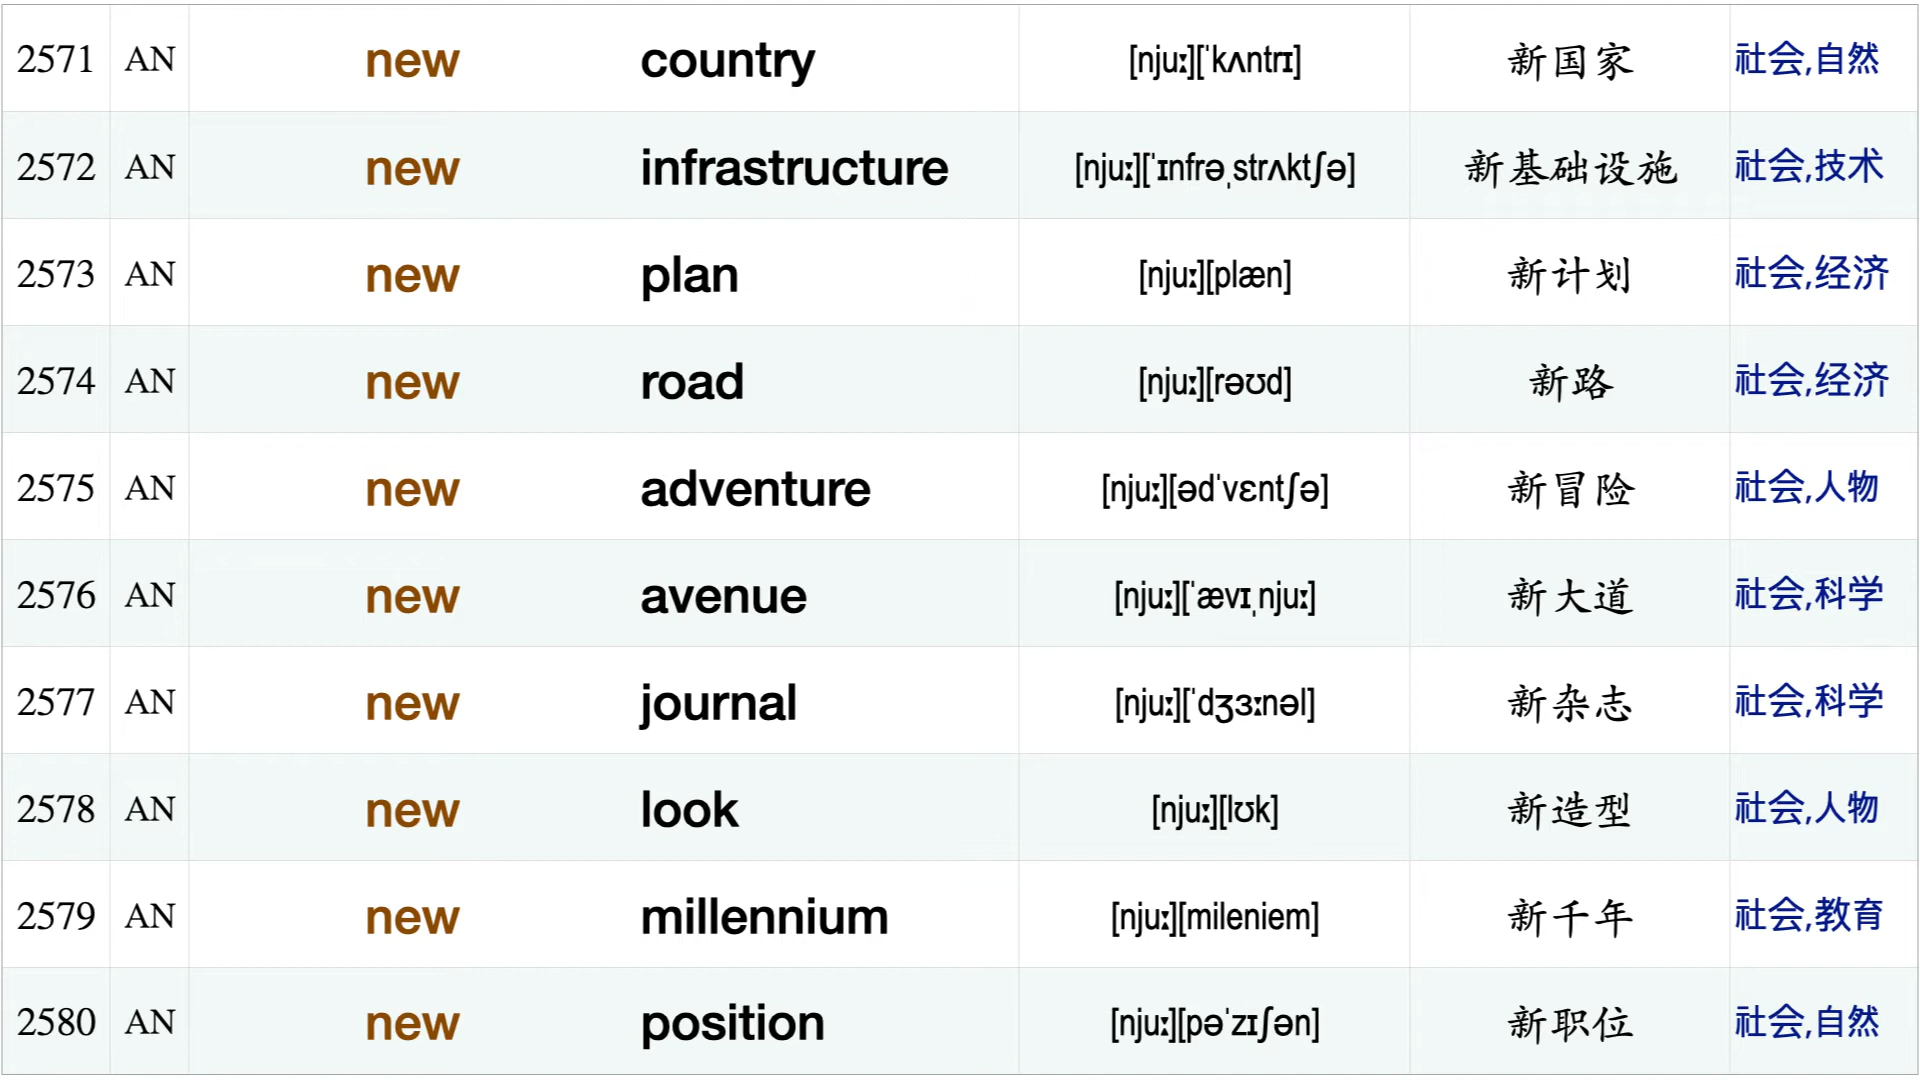 2571 AN new country [njuː][ˈkʌntrɪ] 新国家 社会,自然
2572 AN new infrastructure [njuː][ˈɪnfrəˌstrʌktʃə] 新基础设施 社会,技术
2573 AN new plan [njuː][plæn] 新计划 社会,经济
2574 AN new road [njuː][rəʊd] 新路 社会,经济
2575 AN new adventure [njuː][ədˈvɛntʃə] 新冒险 社会,人物
2576 AN new avenue [njuː][ˈævɪˌnjuː] 新大道 社会,科学
2577 AN new journal [njuː][ˈdʒɜːnəl] 新杂志 社会,科学
2578 AN new look [njuː][lʊk] 新造型 社会,人物
2579 AN new millennium [njuː][mileniem] 新千年 社会,教育
2580 AN new position [njuː][pəˈzɪʃən] 新职位 社会,自然